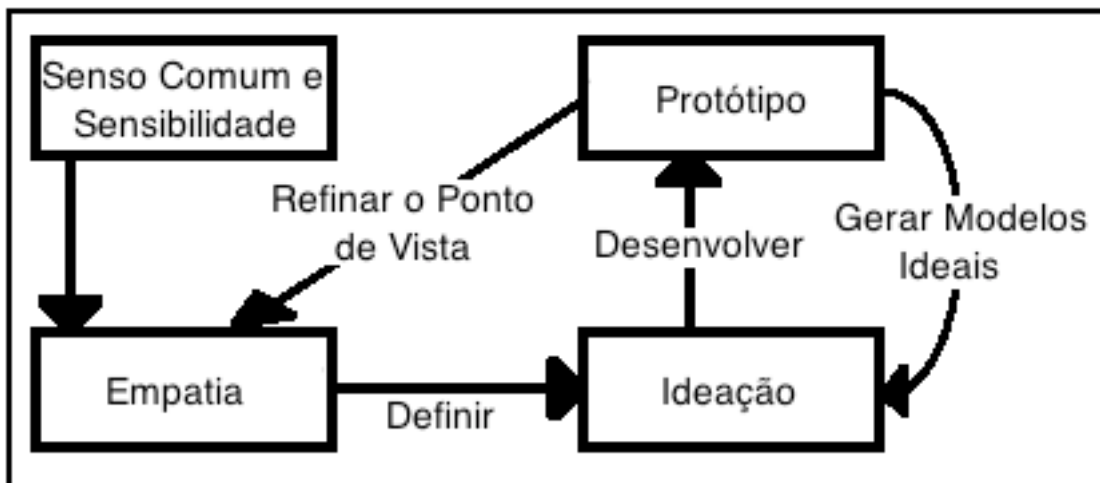 Senso Comum e
Sensibilidade
Protótipo
Refinar o Ponto
de Vista
Desenvolver
Gerar Modelos
Ideais
Empatia
Definir
Ideação